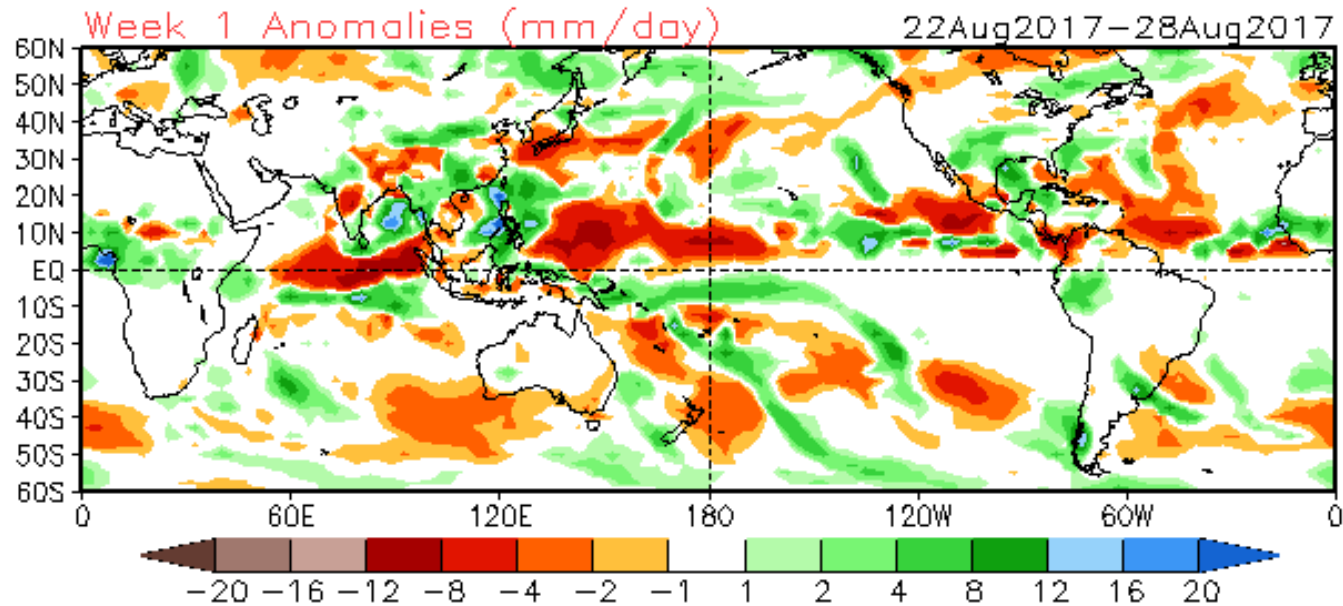 Week 1 Anomalies (mm/day) 22Aug2017-28Aug2017
60N
50N
40N
30N
20N
10N
EQ
10S
20S
30S
40S
50S
60S
0 60E 120E 180 120W 60W 0
-20 -16 -12 -8 -4 -2 -1 1 2 4 8 12 16 20